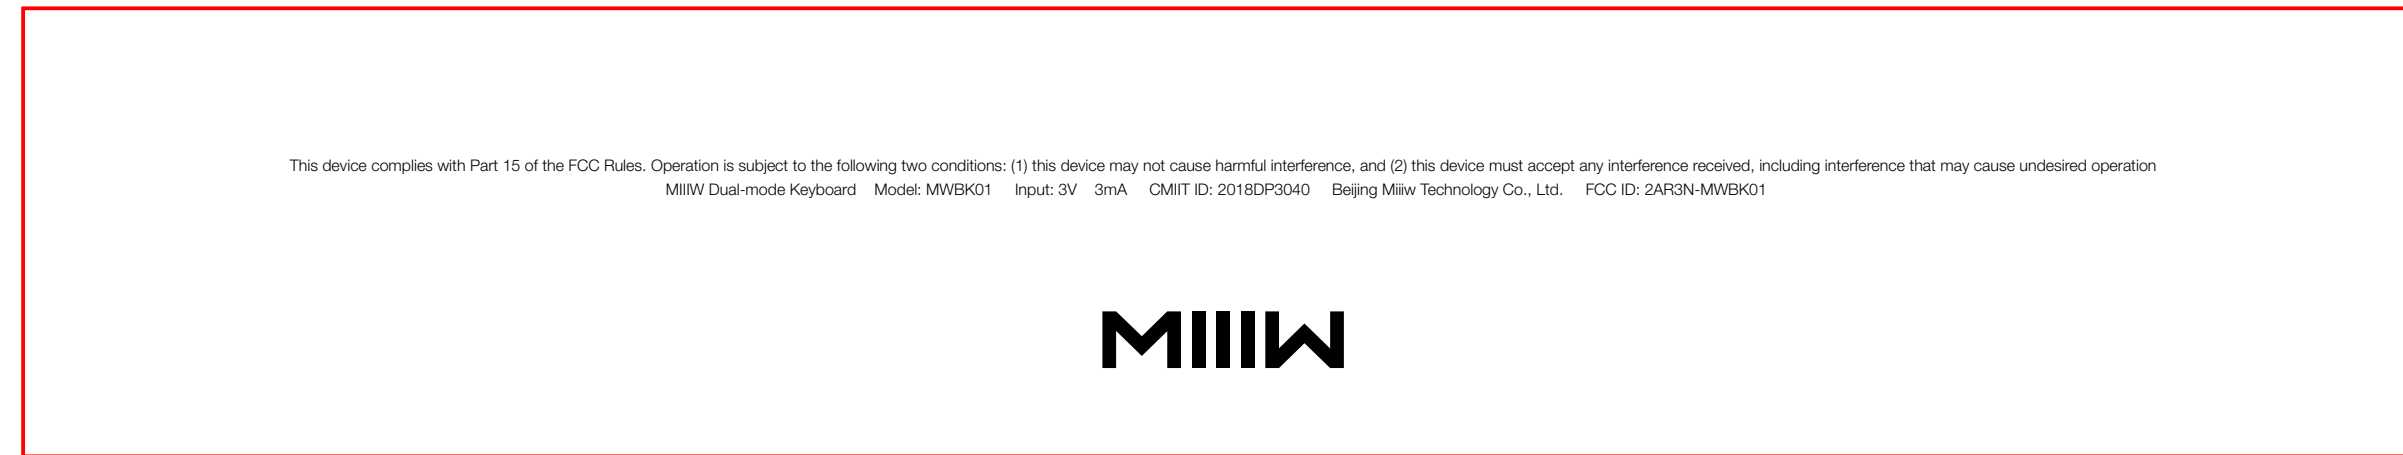 This device complies with Part 15 of the FCC Rules. Operation is subject to the following two conditions: (1) this device may not cause harmful interference, and (2) this device must accept any interference received, including interference that may cause undesired operation
MIIIW Dual-mode Keyboard Model: MWBK01 Input: 3V 3mA CMIIT ID: 2018DP3040 Beijing Miiiw Technology Co., Ltd. FCC ID: 2AR3N-MWBK01
MIIIW